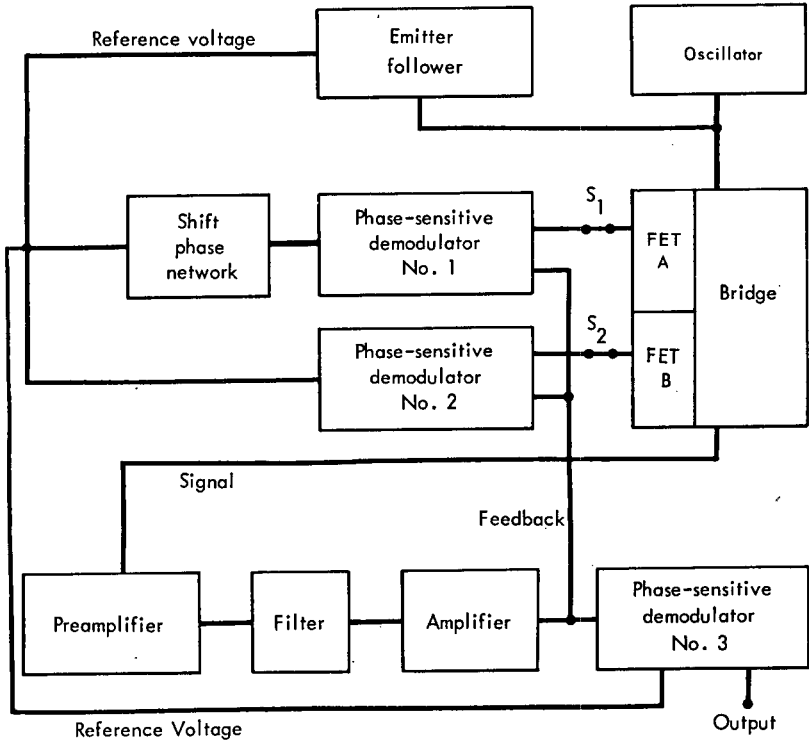 Reference voltage
Emitter
follower
Oscillator
Shift
phase
network
Phase-sensitive
demodulator
No. 1
S1
FET
A
Bridge
Phase-sensitive
demodulator
No. 2
S2
FET
B
Signal
Feedback
Preamplifier
Filter
Amplifier
Phase-sensitive
demodulator
No. 3
Reference Voltage
Output